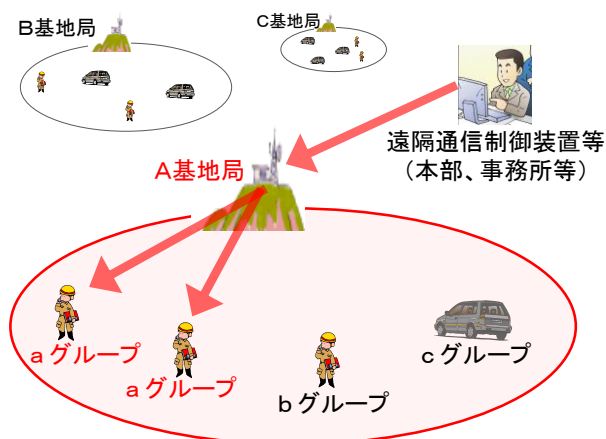 B基地局
C基地局
遠隔通信制御装置等
（本部、事務所等）
A基地局
aグループ
aグループ
bグループ
cグループ